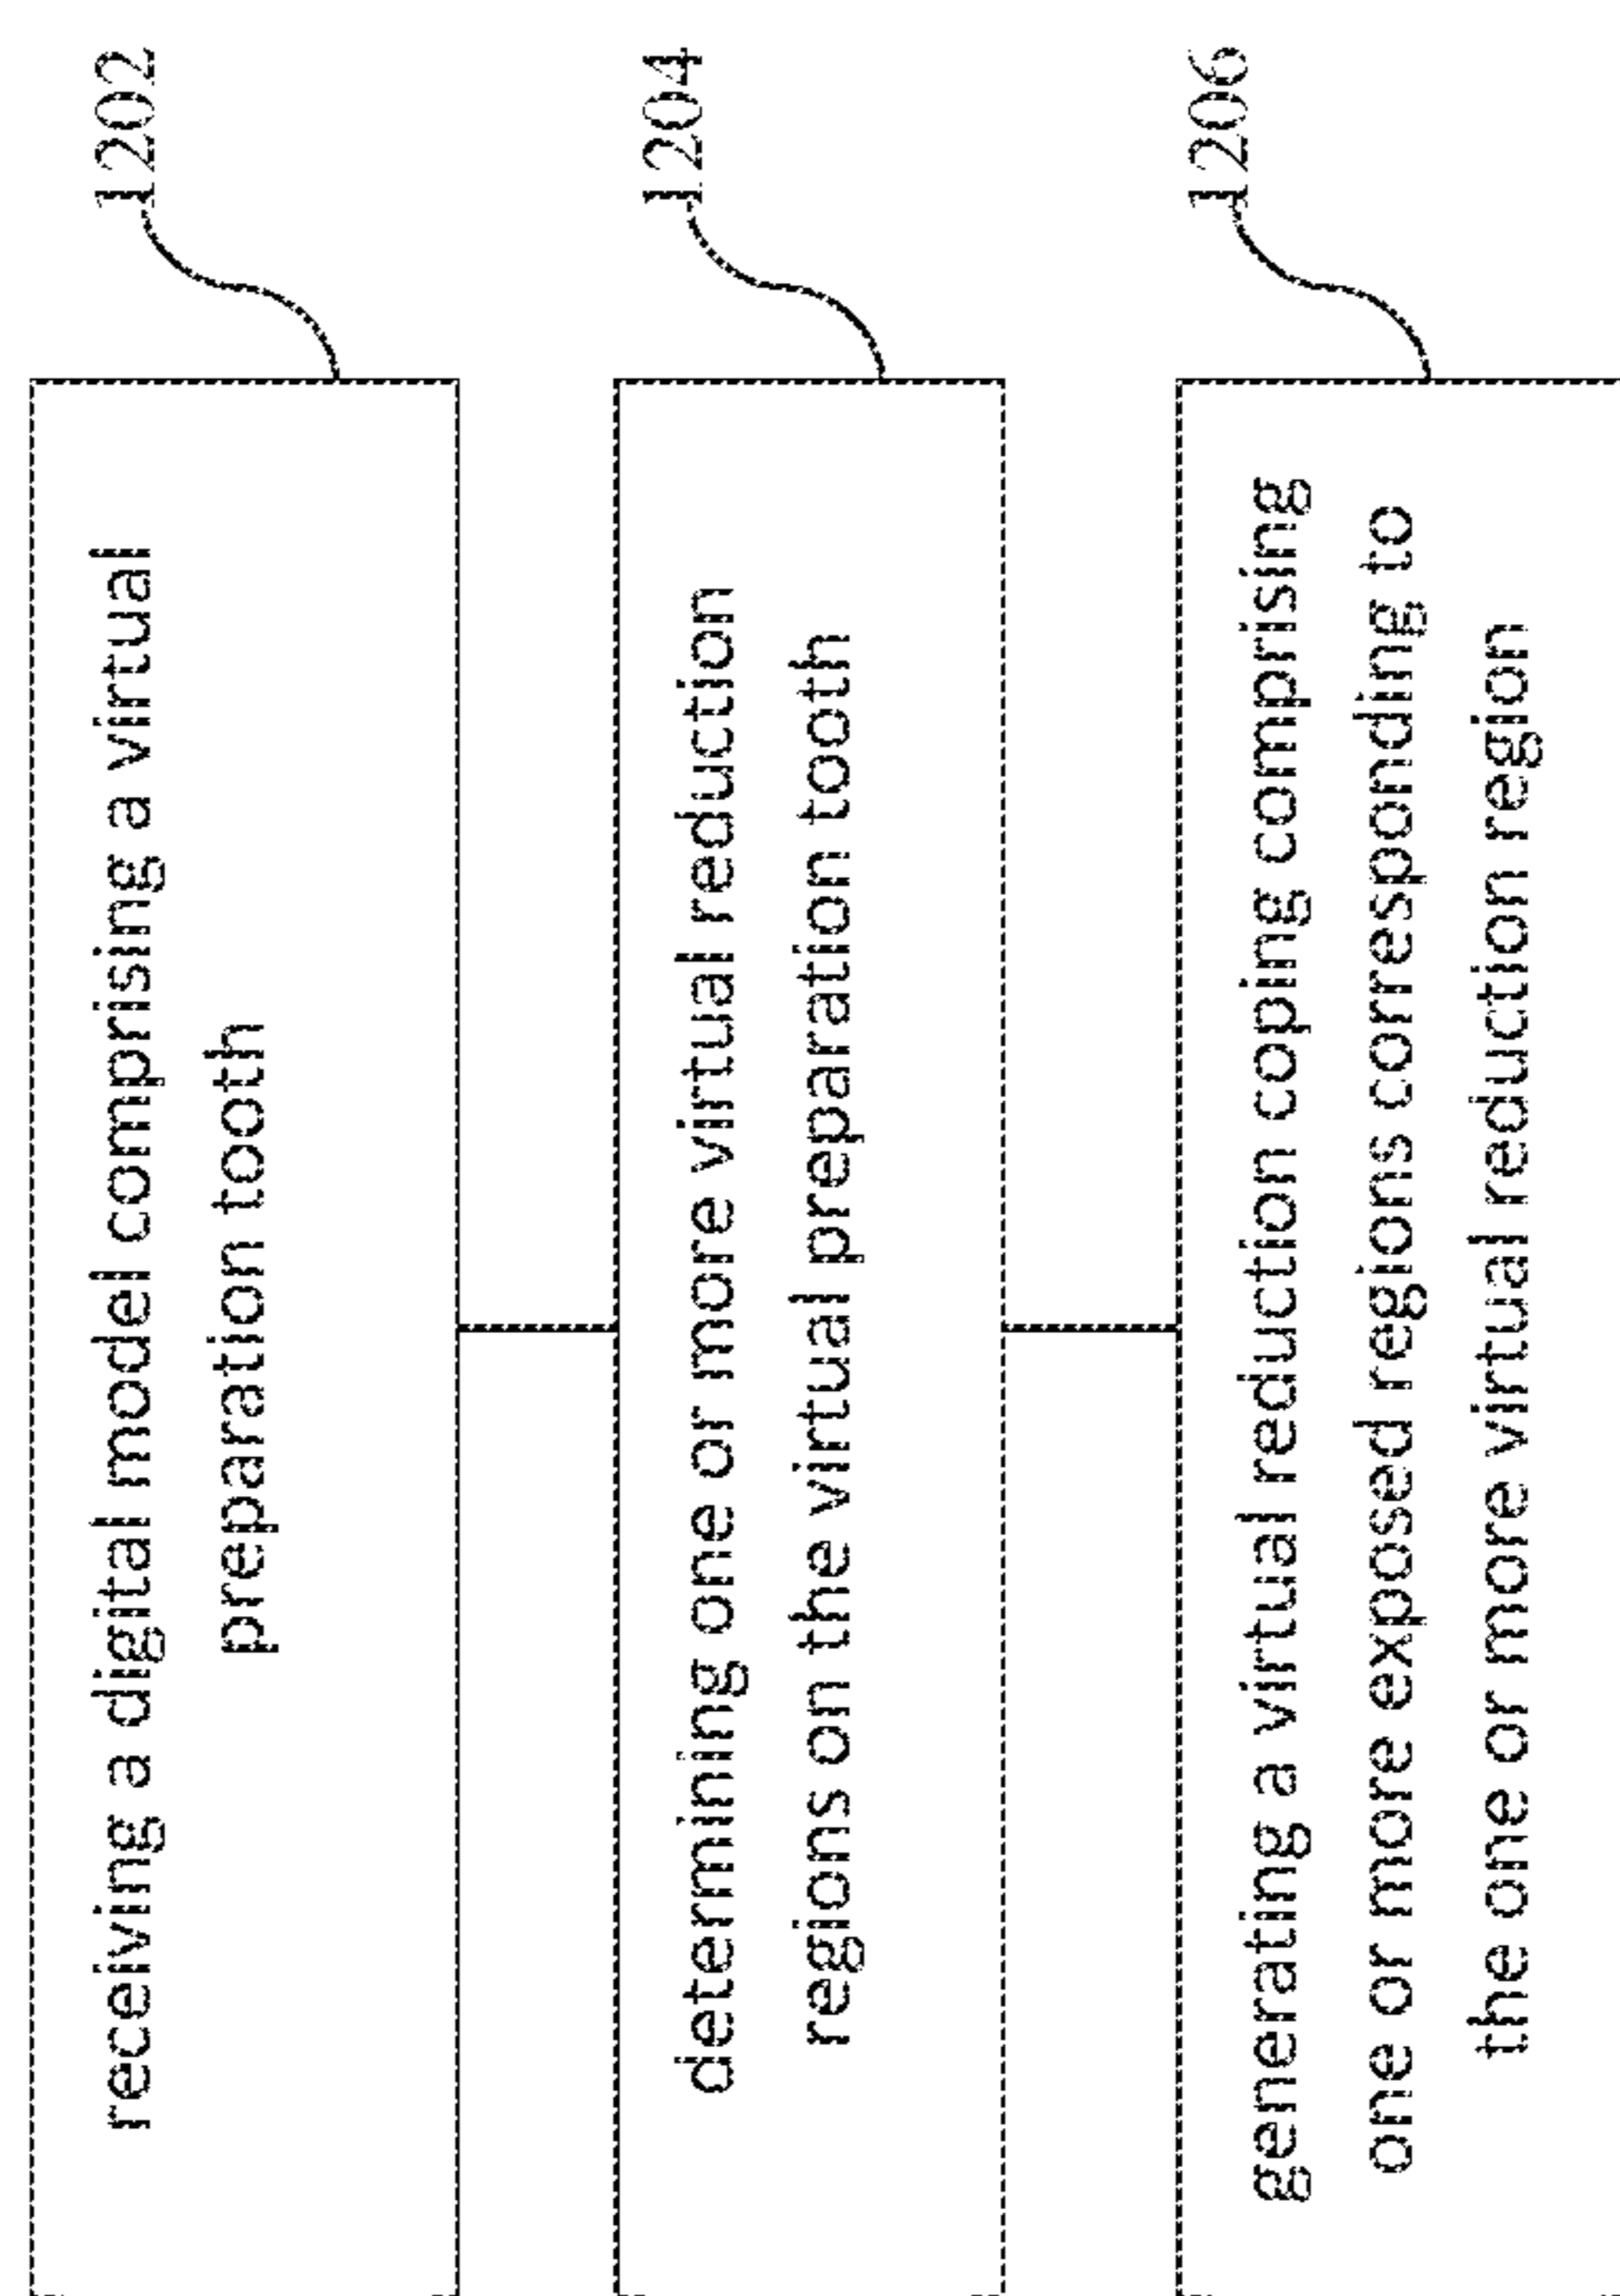 receiving a digital model comprising a virtual
preparation tooth
1202
determining one or more virtual reduction
regions on the virtual preparation tooth
1204
generating a virtual reduction coping comprising
one or more exposed regions corresponding to
the one or more virtual reduction region
1206